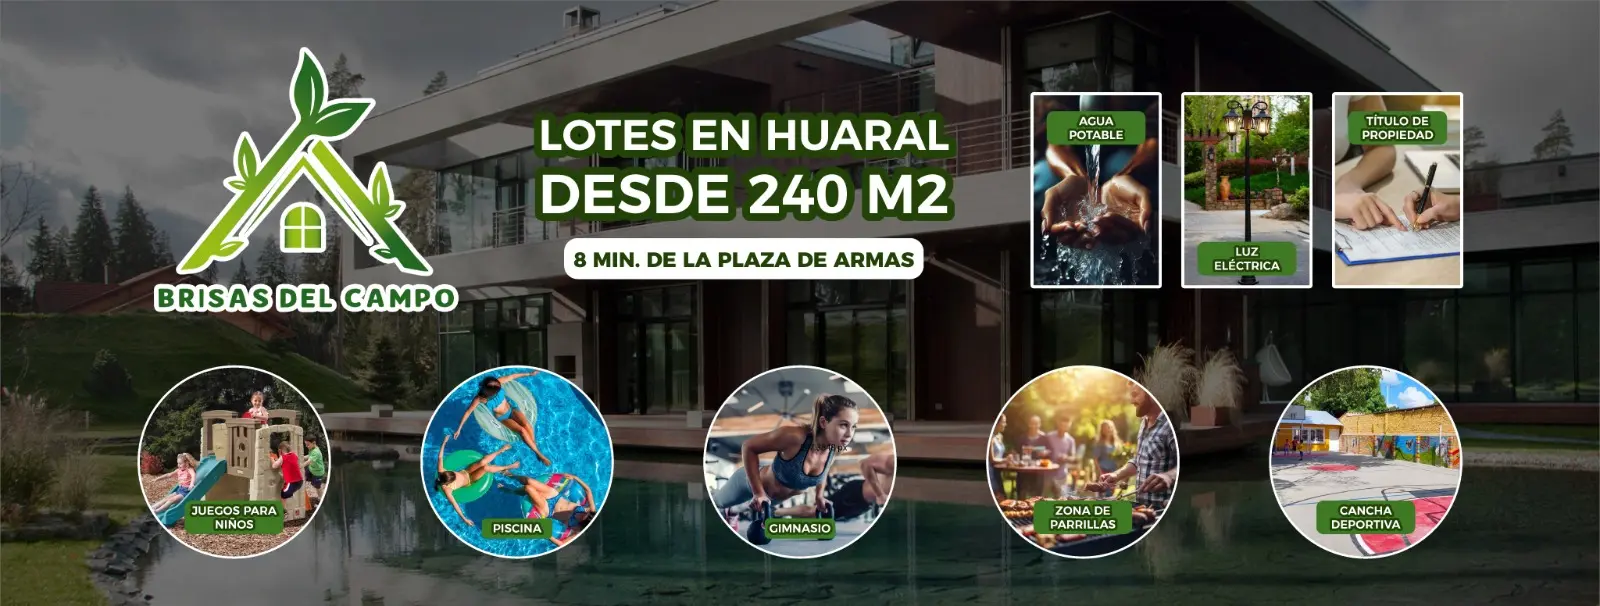 BRISAS DEL CAMPO
LOTES EN HUARAL
DESDE 240 M2
8 MIN. DE LA PLAZA DE ARMAS
AGUA
POTABLE
LUZ
ELÉCTRICA
TÍTULO DE
PROPIEDAD
JUEGOS PARA
NIÑOS
PISCINA
GIMNASIO
ZONA DE
PARRILLAS
CANCHA
DEPORTIVA